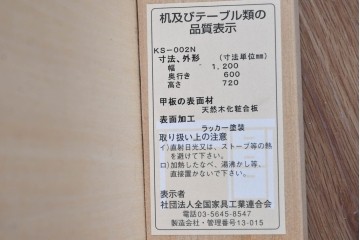 机及びテーブル類の
品質表示
KS-002N
寸法、外形 (寸法単位mm)
幅 1,200
奥行き 600
高さ 720
甲板の表面材
天然木化粧合板
表面加工
ラッカー塗装
取り扱い上の注意
イ)直射日光又は、ストーブ等の熱
を避けて下さい。
ロ)加熱したなべ、湯沸かし等、
直接置かないで下さい。
表示者
社団法人全国家具工業連合会
電話03-5645-8547
製造会社・管理番号13-015